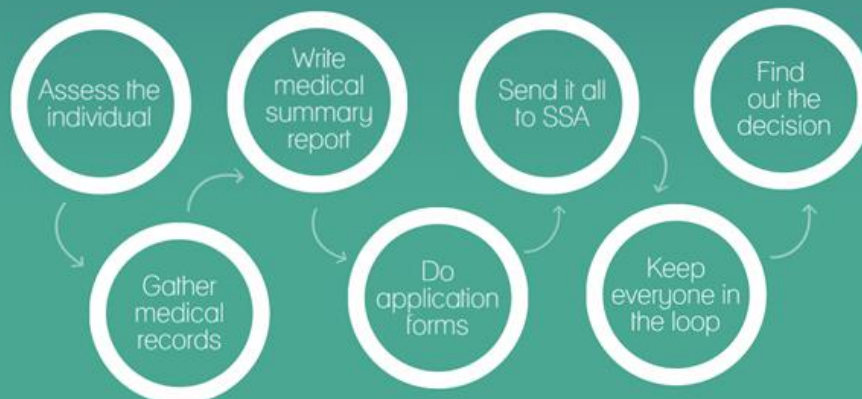 Assess the
individual
Gather
medical
records
Write
medical
summary
report
Do
application
forms
Send it all
to SSA
Keep
everyone in
the loop
Find
out the
decision